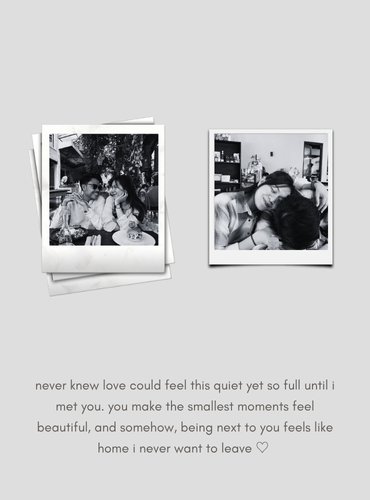 never knew love could feel this quiet yet so full until i
met you. you make the smallest moments feel
beautiful, and somehow, being next to you feels like
home i never want to leave ♡